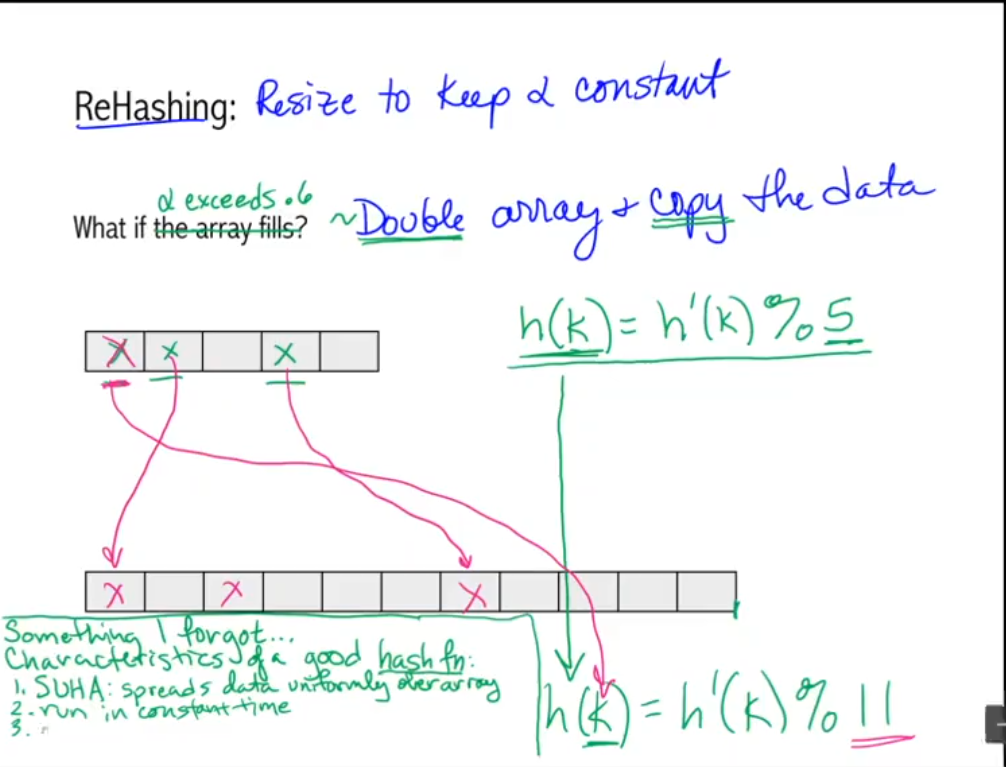 ReHashing: Resize to keep α constant
α exceeds .6
What if the array fills? ~Double array + copy the data
h(k) = h'(k) % 5
X X X
X X X
Something I forgot...
Characteristics of a good hash fn:
1. SUHA: spreads data uniformly over array
2. run in constant time
3.
h(k) = h'(k) % 11